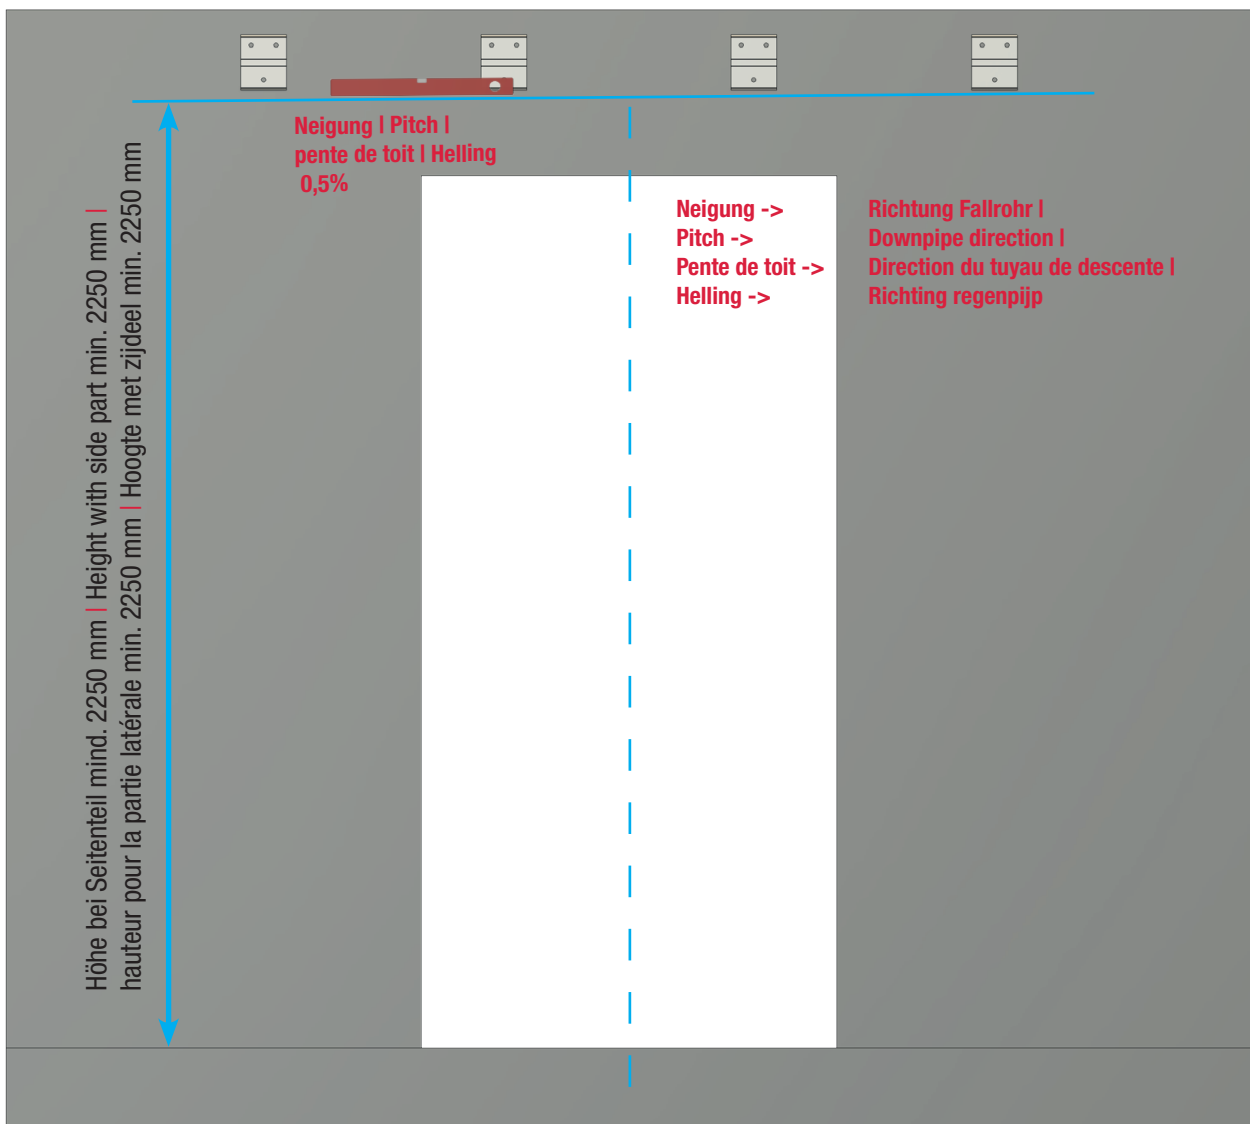 Neigung | Pitch |
pente de toit | Helling
0,5%
Neigung ->
Pitch ->
Pente de toit ->
Helling ->
Richtung Fallrohr |
Downpipe direction |
Direction du tuyau de descente |
Richting regenpijp
Höhe bei Seitenteil mind. 2250 mm | Height with side part min. 2250 mm |
hauteur pour la partie latérale min. 2250 mm | Hoogte met zijdeel min. 2250 mm